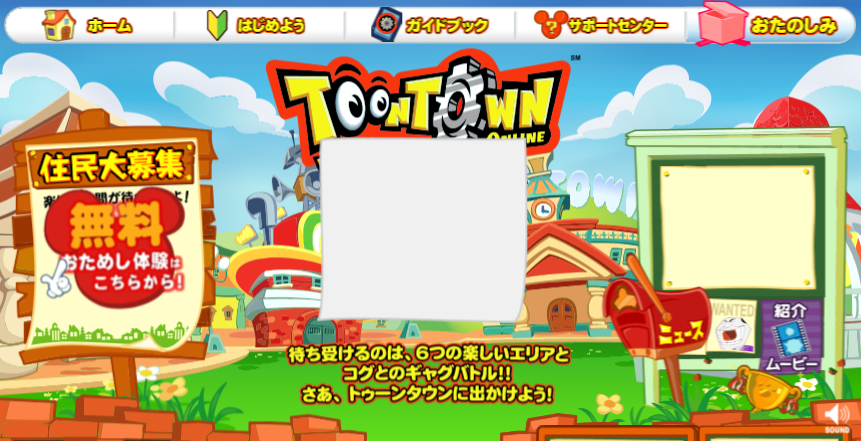 ホーム
はじめよう
ガイドブック
サポートセンター
おたのしみ
TOONTOWN
ONLINE
SM
住民大募集
無料
おためし体験は
こちらから!
待ち受けるのは、6つの楽しいエリアと
コグとのギャグバトル!!
さあ、トゥーンタウンに出かけよう!
ニュース
WANTED
紹介
ムービー
SOUND